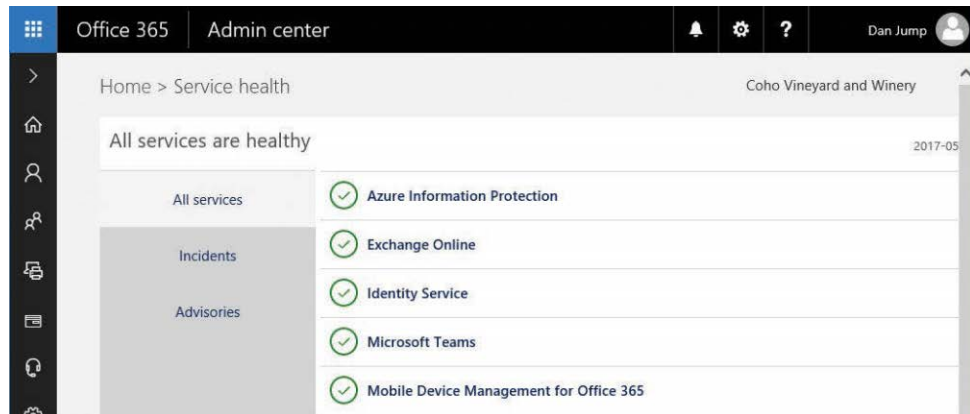 Office 365 Admin center ? Dan Jump
Home > Service health Coho Vineyard and Winery
All services are healthy 2017-05
All services
Incidents
Advisories
Azure Information Protection
Exchange Online
Identity Service
Microsoft Teams
Mobile Device Management for Office 365